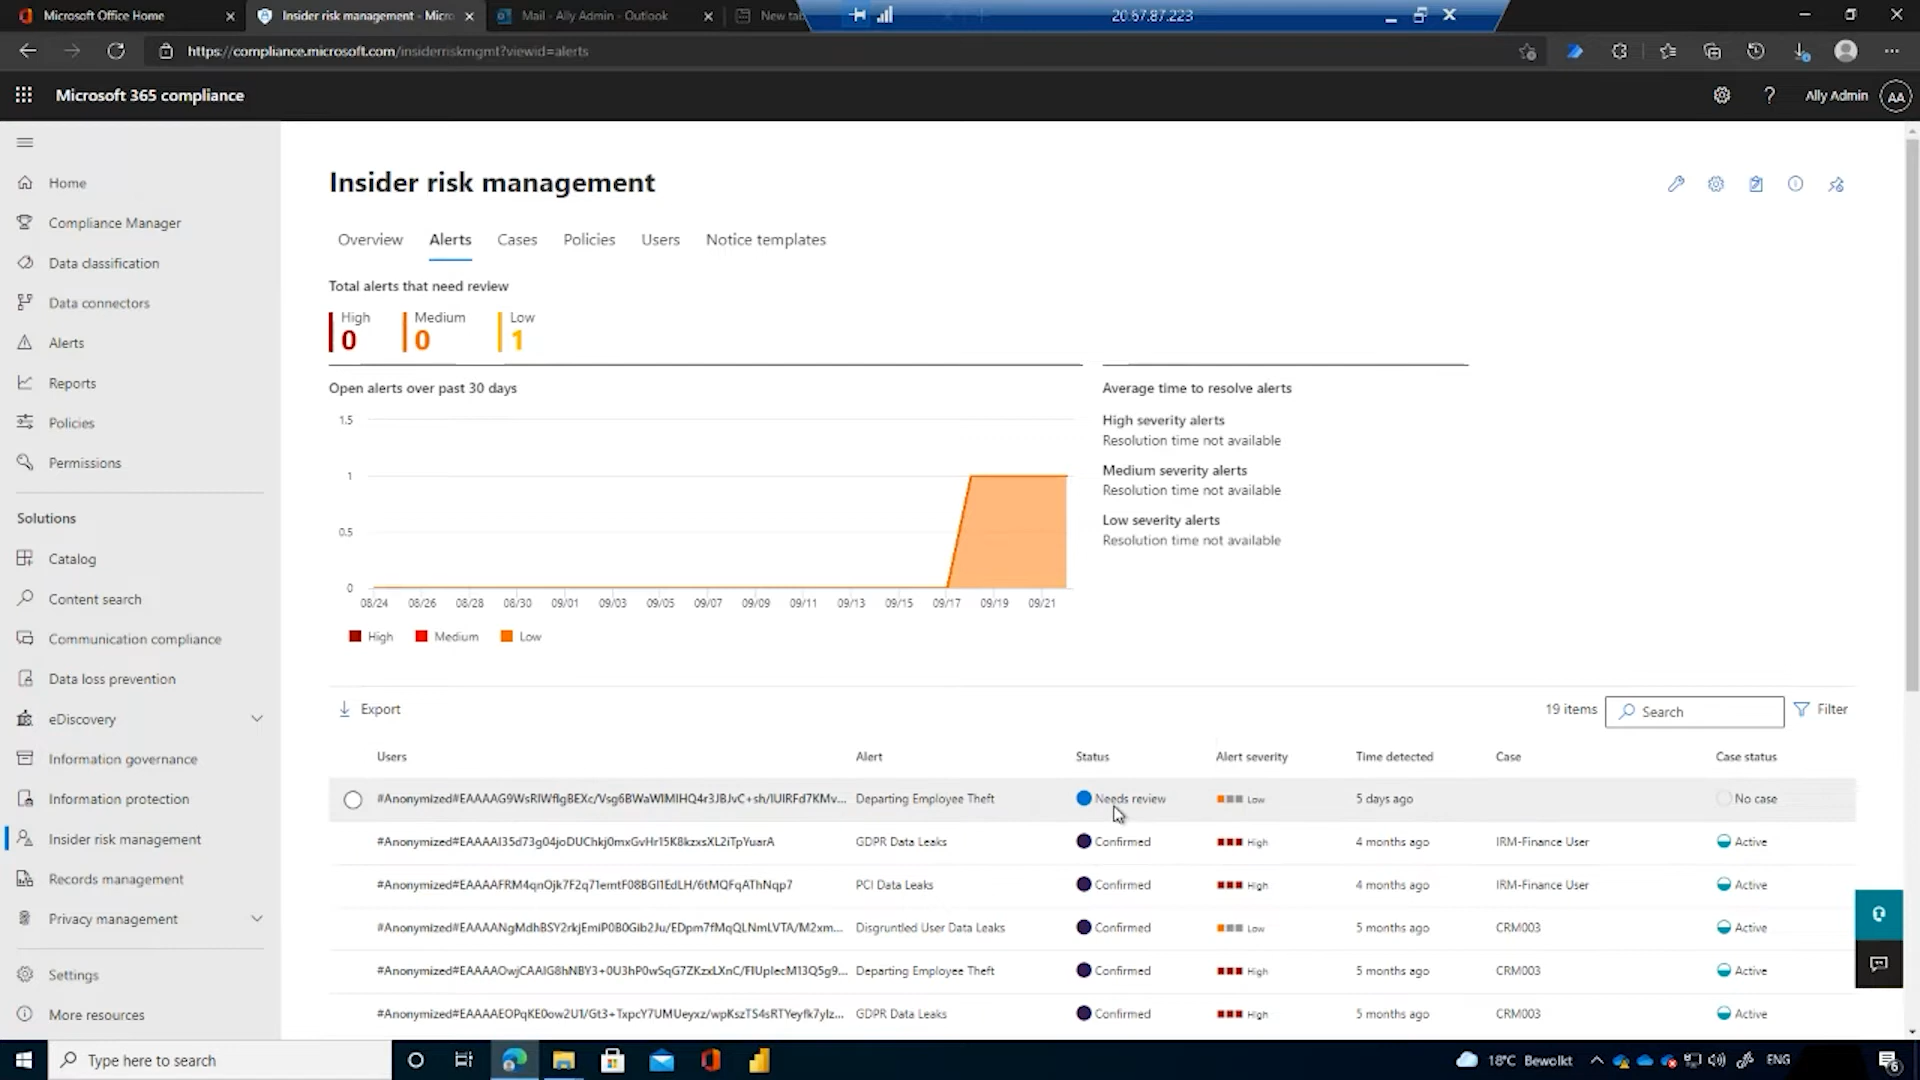 Microsoft Office Home
Insider risk management - Micro
Mail - Ally Admin - Outlook
New tab
20.67.87.223
https://compliance.microsoft.com/insiderriskmgmt?viewid=alerts
Microsoft 365 compliance
Ally Admin
AA
Home
Compliance Manager
Data classification
Data connectors
Alerts
Reports
Policies
Permissions
Solutions
Catalog
Content search
Communication compliance
Data loss prevention
eDiscovery
Information governance
Information protection
Insider risk management
Records management
Privacy management
Settings
More resources
Insider risk management
Overview Alerts Cases Policies Users Notice templates
Total alerts that need review
High Medium Low
0 0 1
Open alerts over past 30 days
1.5
1
0.5
0
08/24 08/26 08/28 08/30 09/01 09/03 09/05 09/07 09/09 09/11 09/13 09/15 09/17 09/19 09/21
High Medium Low
Average time to resolve alerts
High severity alerts
Resolution time not available
Medium severity alerts
Resolution time not available
Low severity alerts
Resolution time not available
Export
19 items
Search
Filter
Users Alert Status Alert severity Time detected Case Case status
Departing Employee Theft Needs review Low 5 days ago No case
GDPR Data Leaks Confirmed High 4 months ago IRM-Finance User Active
PCI Data Leaks Confirmed High 4 months ago IRM-Finance User Active
Disgruntled User Data Leaks Confirmed Low 5 months ago CRM003 Active
Departing Employee Theft Confirmed High 5 months ago CRM003 Active
GDPR Data Leaks Confirmed High 5 months ago CRM003 Active
Type here to search
18°C Bewolkt
ENG
6